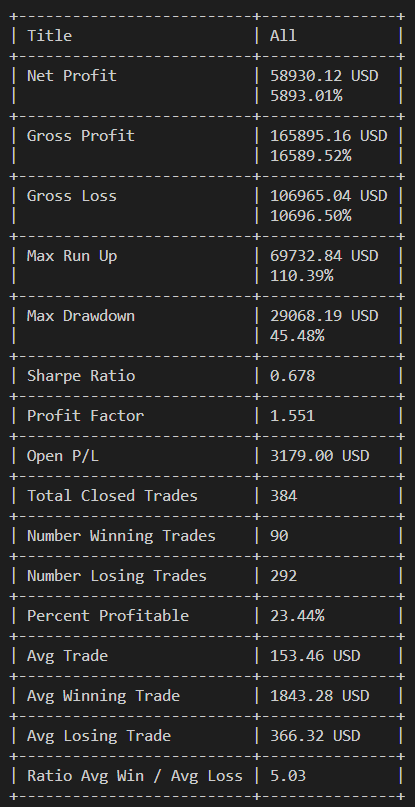 Title All
Net Profit 58930.12 USD
5893.01%
Gross Profit 165895.16 USD
16589.52%
Gross Loss 106965.04 USD
10696.50%
Max Run Up 69732.84 USD
110.39%
Max Drawdown 29068.19 USD
45.48%
Sharpe Ratio 0.678
Profit Factor 1.551
Open P/L 3179.00 USD
Total Closed Trades 384
Number Winning Trades 90
Number Losing Trades 292
Percent Profitable 23.44%
Avg Trade 153.46 USD
Avg Winning Trade 1843.28 USD
Avg Losing Trade 366.32 USD
Ratio Avg Win / Avg Loss 5.03